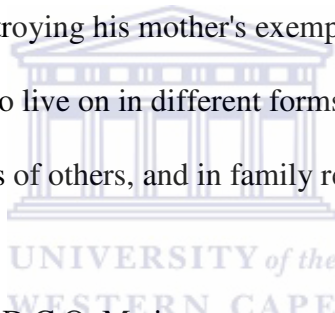 troying his mother's exemp
o live on in different forms
s of others, and in family re
UNIVERSITY of the
WESTERN CAPE